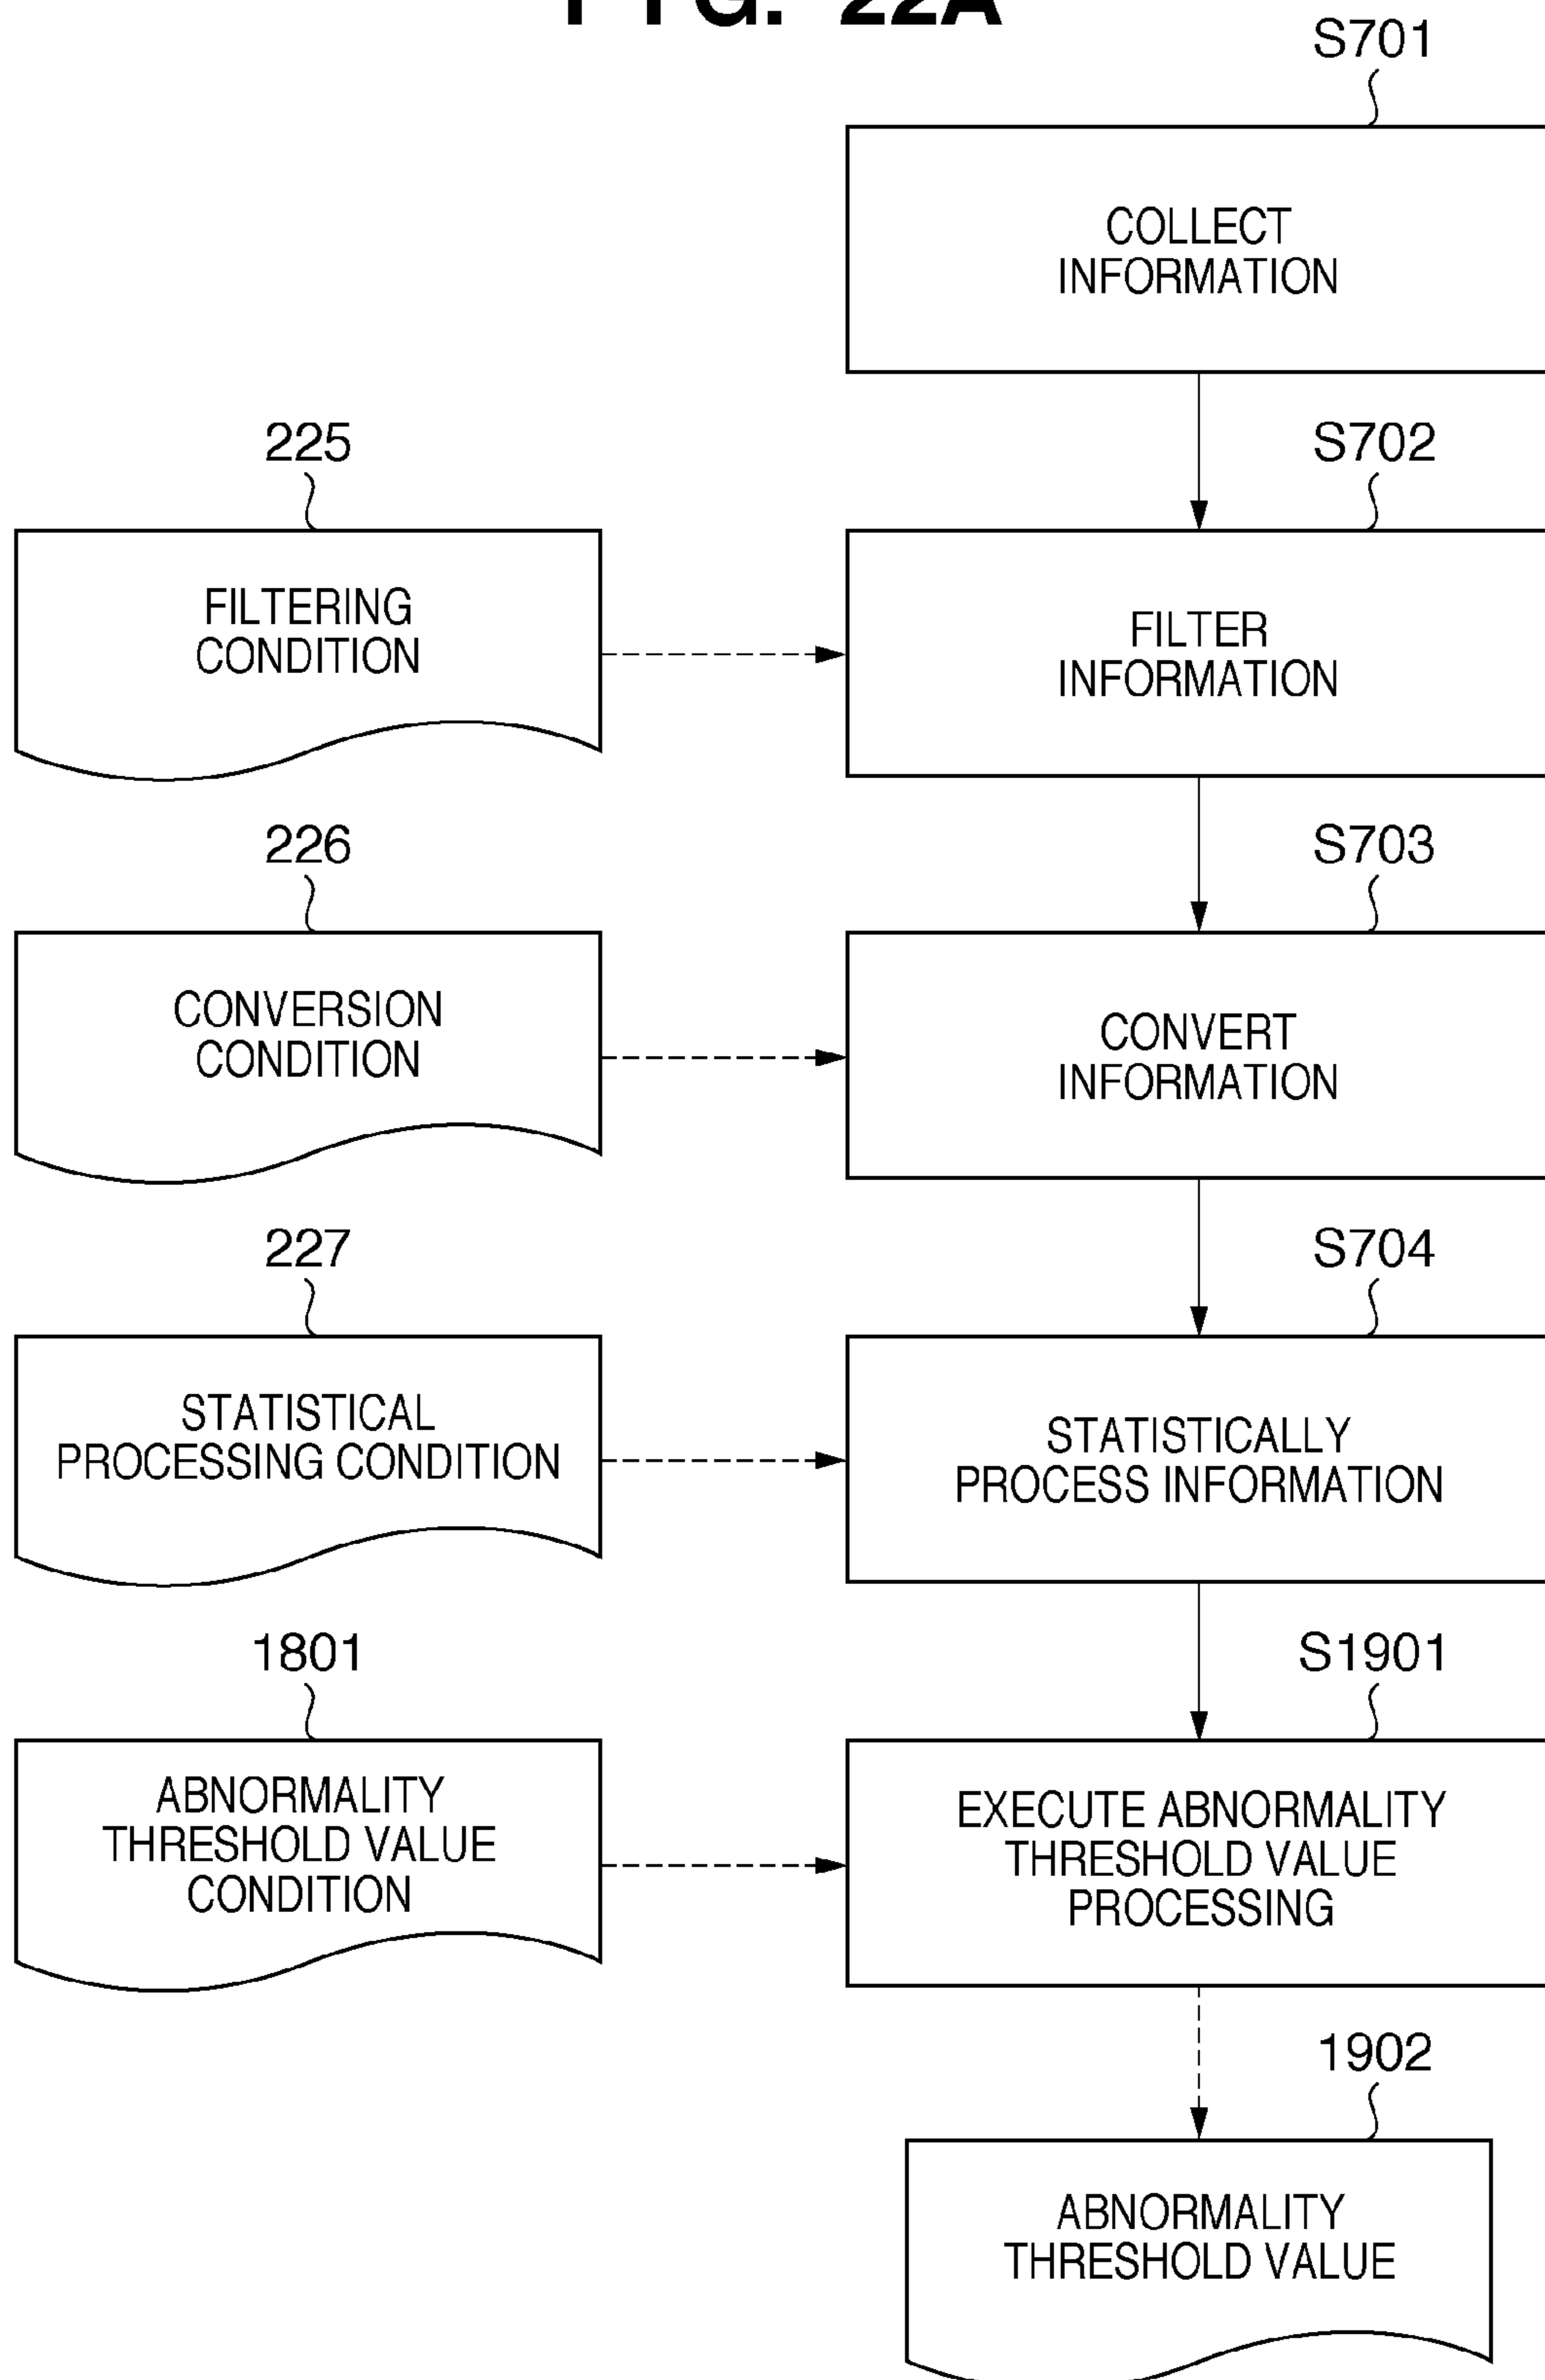 FIG. 22A
S701
COLLECT
INFORMATION
225
S702
FILTERING
CONDITION
FILTER
INFORMATION
226
S703
CONVERSION
CONDITION
CONVERT
INFORMATION
227
S704
STATISTICAL
PROCESSING CONDITION
STATISTICALLY
PROCESS INFORMATION
1801
S1901
ABNORMALITY
THRESHOLD VALUE
CONDITION
EXECUTE ABNORMALITY
THRESHOLD VALUE
PROCESSING
1902
ABNORMALITY
THRESHOLD VALUE